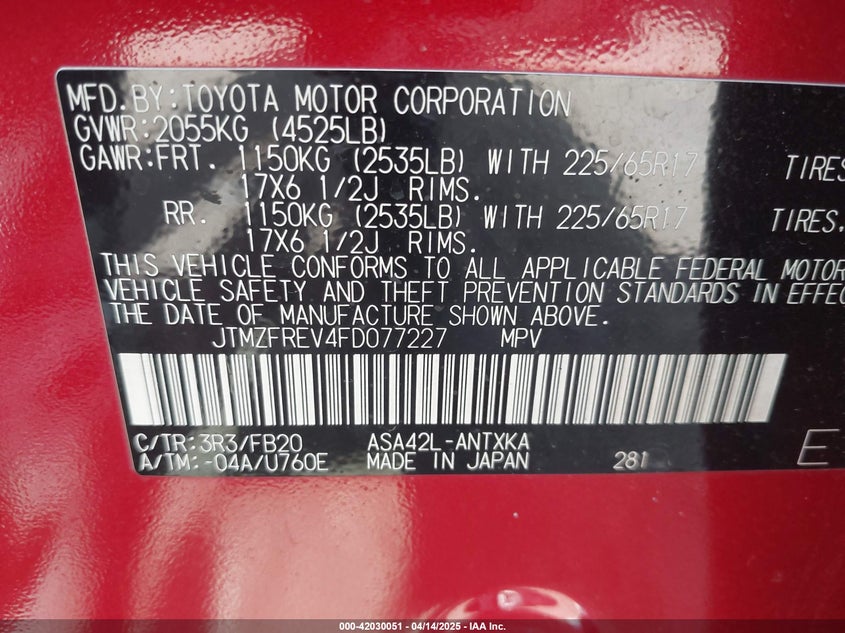 MFD.BY:TOYOTA MOTOR CORPORATION
GVWR:2055KG (4525LB)
GAWR:FRT. 1150KG (2535LB) WITH 225/65R17 TIRES
17X6 1/2J RIMS.
RR. 1150KG (2535LB) WITH 225/65R17 TIRES.
17X6 1/2J RIMS.
THIS VEHICLE CONFORMS TO ALL APPLICABLE FEDERAL MOTOR
VEHICLE SAFETY AND THEFT PREVENTION STANDARDS IN EFFEC
THE DATE OF MANUFACTURE SHOWN ABOVE.
JTMZFREV4FD077227 MPV
C/TR:3R3/FB20 ASA42L-ANTXKA
A/TM:-04A/U760E MADE IN JAPAN 281 E
000-42030051 - 04/14/2025 - IAA Inc.